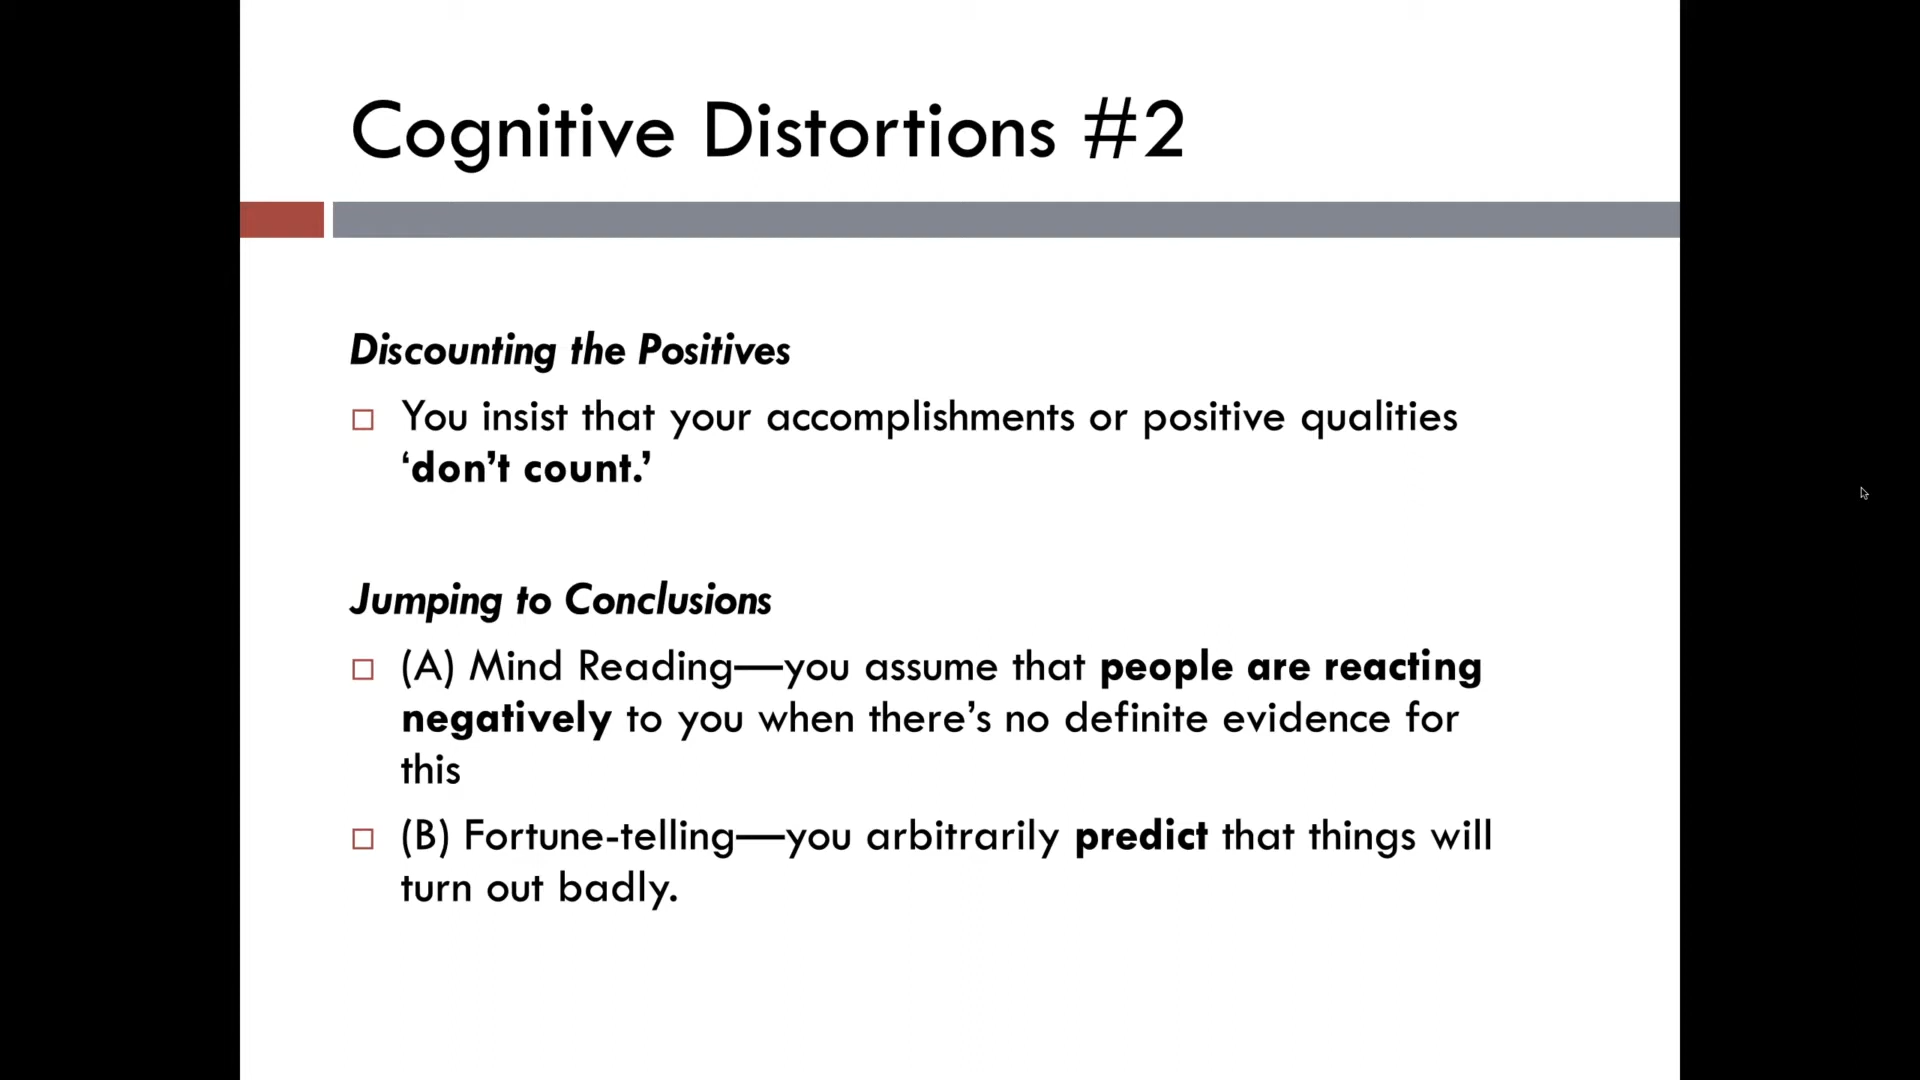 Cognitive Distortions #2
Discounting the Positives
You insist that your accomplishments or positive qualities
‘don’t count.’
Jumping to Conclusions
(A) Mind Reading—you assume that people are reacting
negatively to you when there’s no definite evidence for
this
(B) Fortune-telling—you arbitrarily predict that things will
turn out badly.